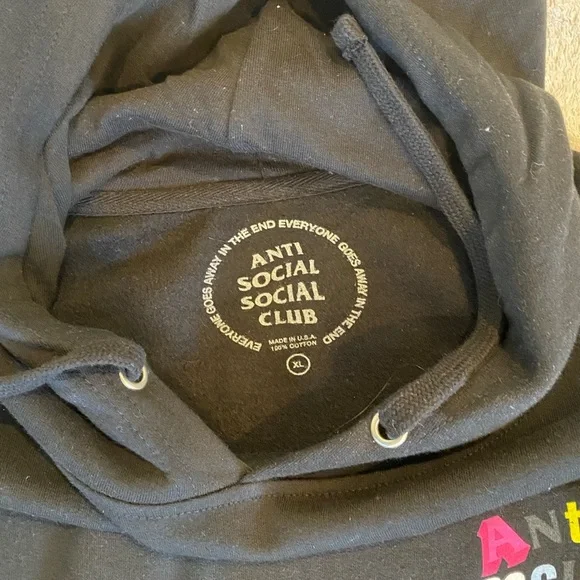 EVERYONE GOES AWAY IN THE END EVERYONE GOES AWAY IN THE END
ANTI
SOCIAL
SOCIAL
CLUB
MADE IN U.S.A.
100% COTTON
XL
Ant